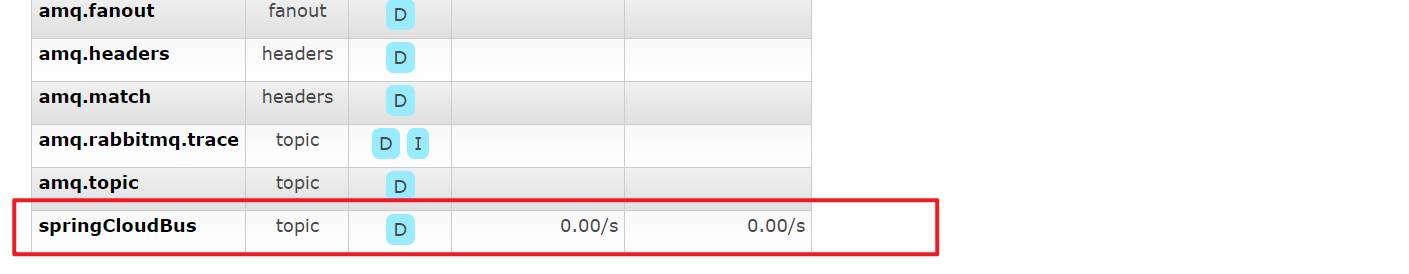 amq.fanout fanout D
amq.headers headers D
amq.match headers D
amq.rabbitmq.trace topic D I
amq.topic topic D
springCloudBus topic D 0.00/s 0.00/s